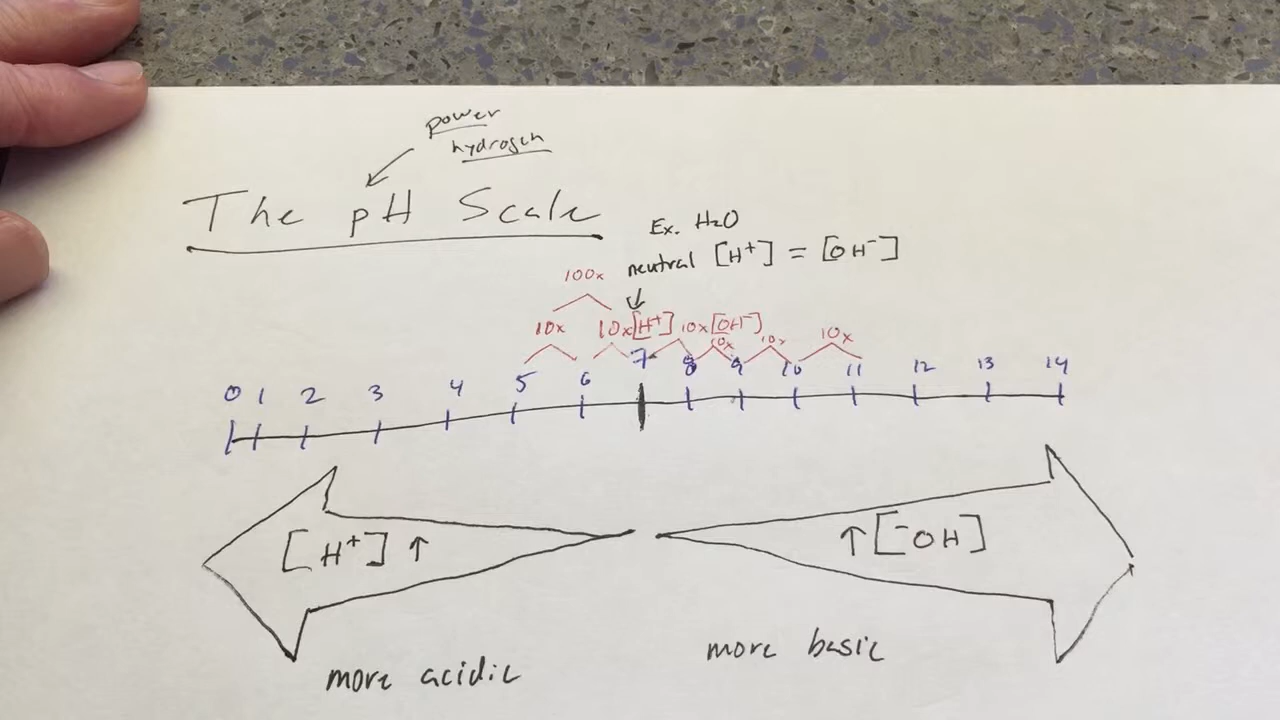 power
hydrogen
The pH Scale
Ex. H2O
neutral [H+] = [OH-]
100x
10x 10x[H+] 10x[OH-] 10x 10x 10x
0 1 2 3 4 5 6 7 8 9 10 11 12 13 14
[H+] ↑ ↑ [-OH]
more acidic more basic